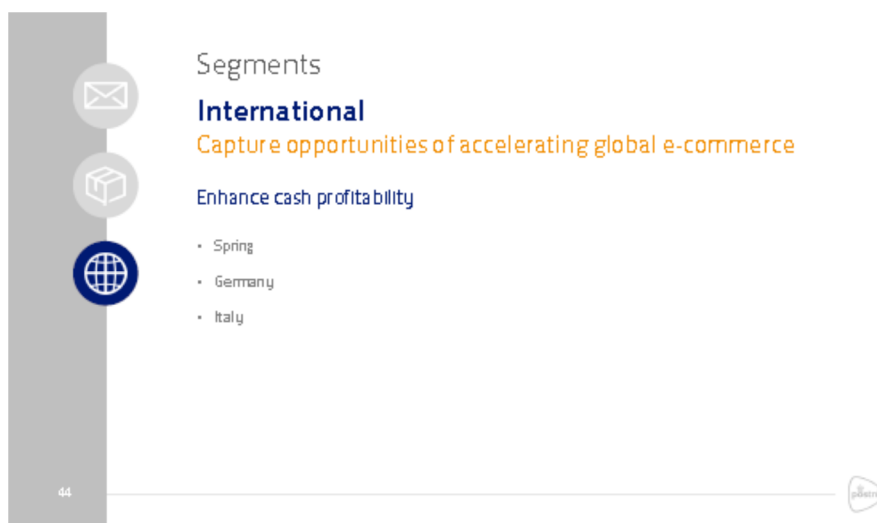 Segments
International
Capture opportunities of accelerating global e-commerce
Enhance cash profitability
• Spring
• Germany
• Italy
44